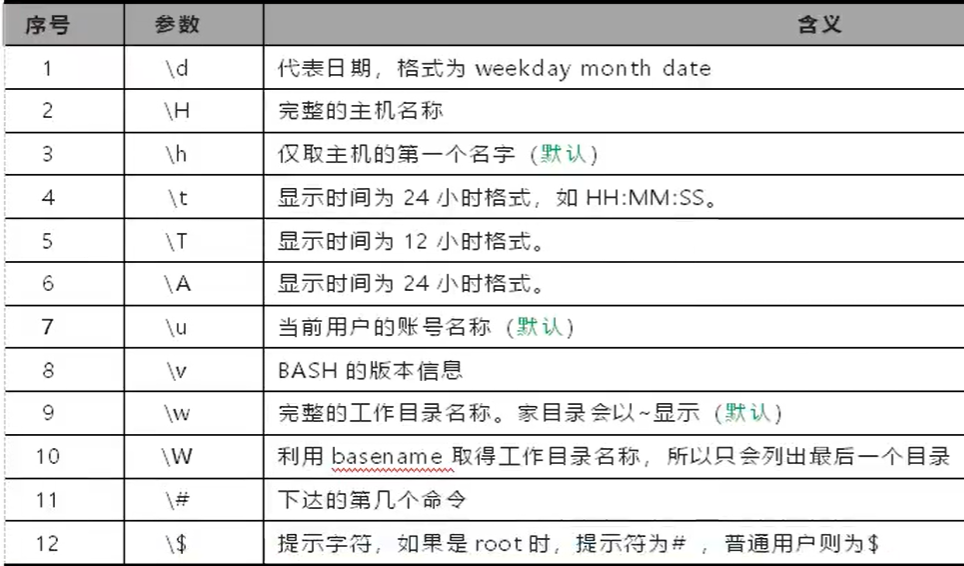 序号 参数 含义
1 \d 代表日期，格式为 weekday month date
2 \H 完整的主机名称
3 \h 仅取主机的第一个名字（默认）
4 \t 显示时间为 24 小时格式，如 HH:MM:SS。
5 \T 显示时间为 12 小时格式。
6 \A 显示时间为 24 小时格式。
7 \u 当前用户的账号名称（默认）
8 \v BASH 的版本信息
9 \w 完整的工作目录名称。家目录会以~显示（默认）
10 \W 利用 basename 取得工作目录名称，所以只会列出最后一个目录
11 \# 下达的第几个命令
12 \$ 提示字符，如果是 root 时，提示符为# ，普通用户则为$